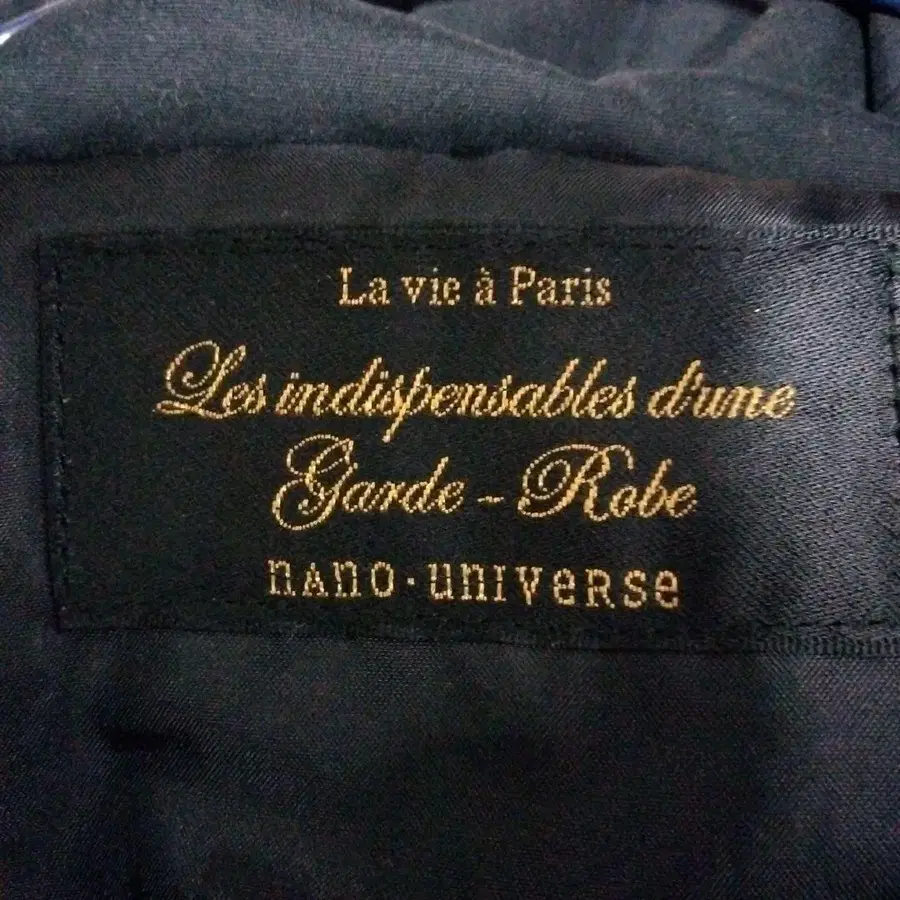 La vie à Paris
Les indispensables d'une
Garde - Robe
nAnO·unIVeRSe